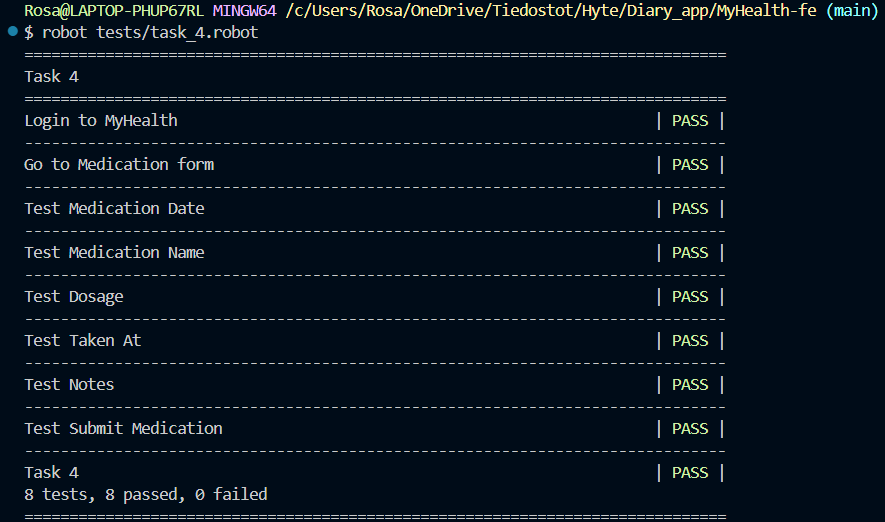 Rosa@LAPTOP-PHUP67RL MINGW64 /c/Users/Rosa/OneDrive/Tiedostot/Hyte/Diary_app/MyHealth-fe (main)
$ robot tests/task_4.robot
==============================================================================
Task 4
==============================================================================
Login to MyHealth                                                     | PASS |
------------------------------------------------------------------------------
Go to Medication form                                                 | PASS |
------------------------------------------------------------------------------
Test Medication Date                                                  | PASS |
------------------------------------------------------------------------------
Test Medication Name                                                  | PASS |
------------------------------------------------------------------------------
Test Dosage                                                           | PASS |
------------------------------------------------------------------------------
Test Taken At                                                         | PASS |
------------------------------------------------------------------------------
Test Notes                                                            | PASS |
------------------------------------------------------------------------------
Test Submit Medication                                                | PASS |
------------------------------------------------------------------------------
Task 4                                                                | PASS |
8 tests, 8 passed, 0 failed
==============================================================================